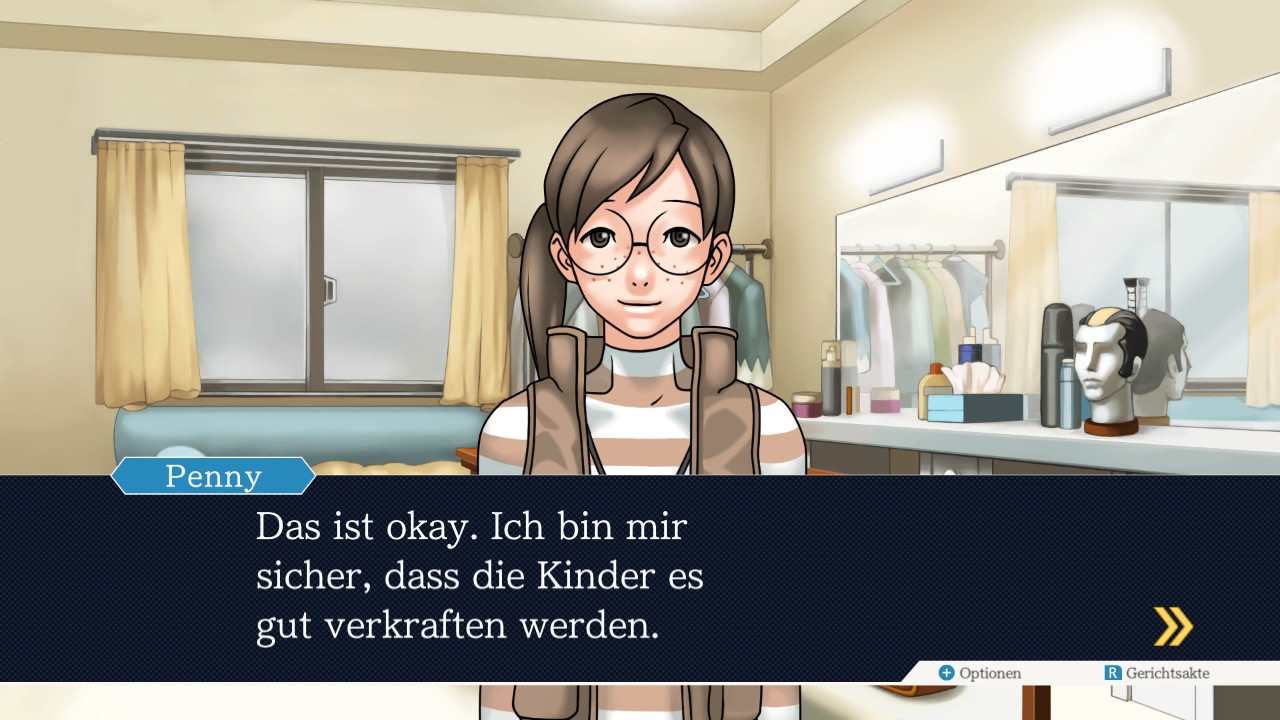 Penny
Das ist okay. Ich bin mir
sicher, dass die Kinder es
gut verkraften werden.
+ Optionen
R Gerichtsakte